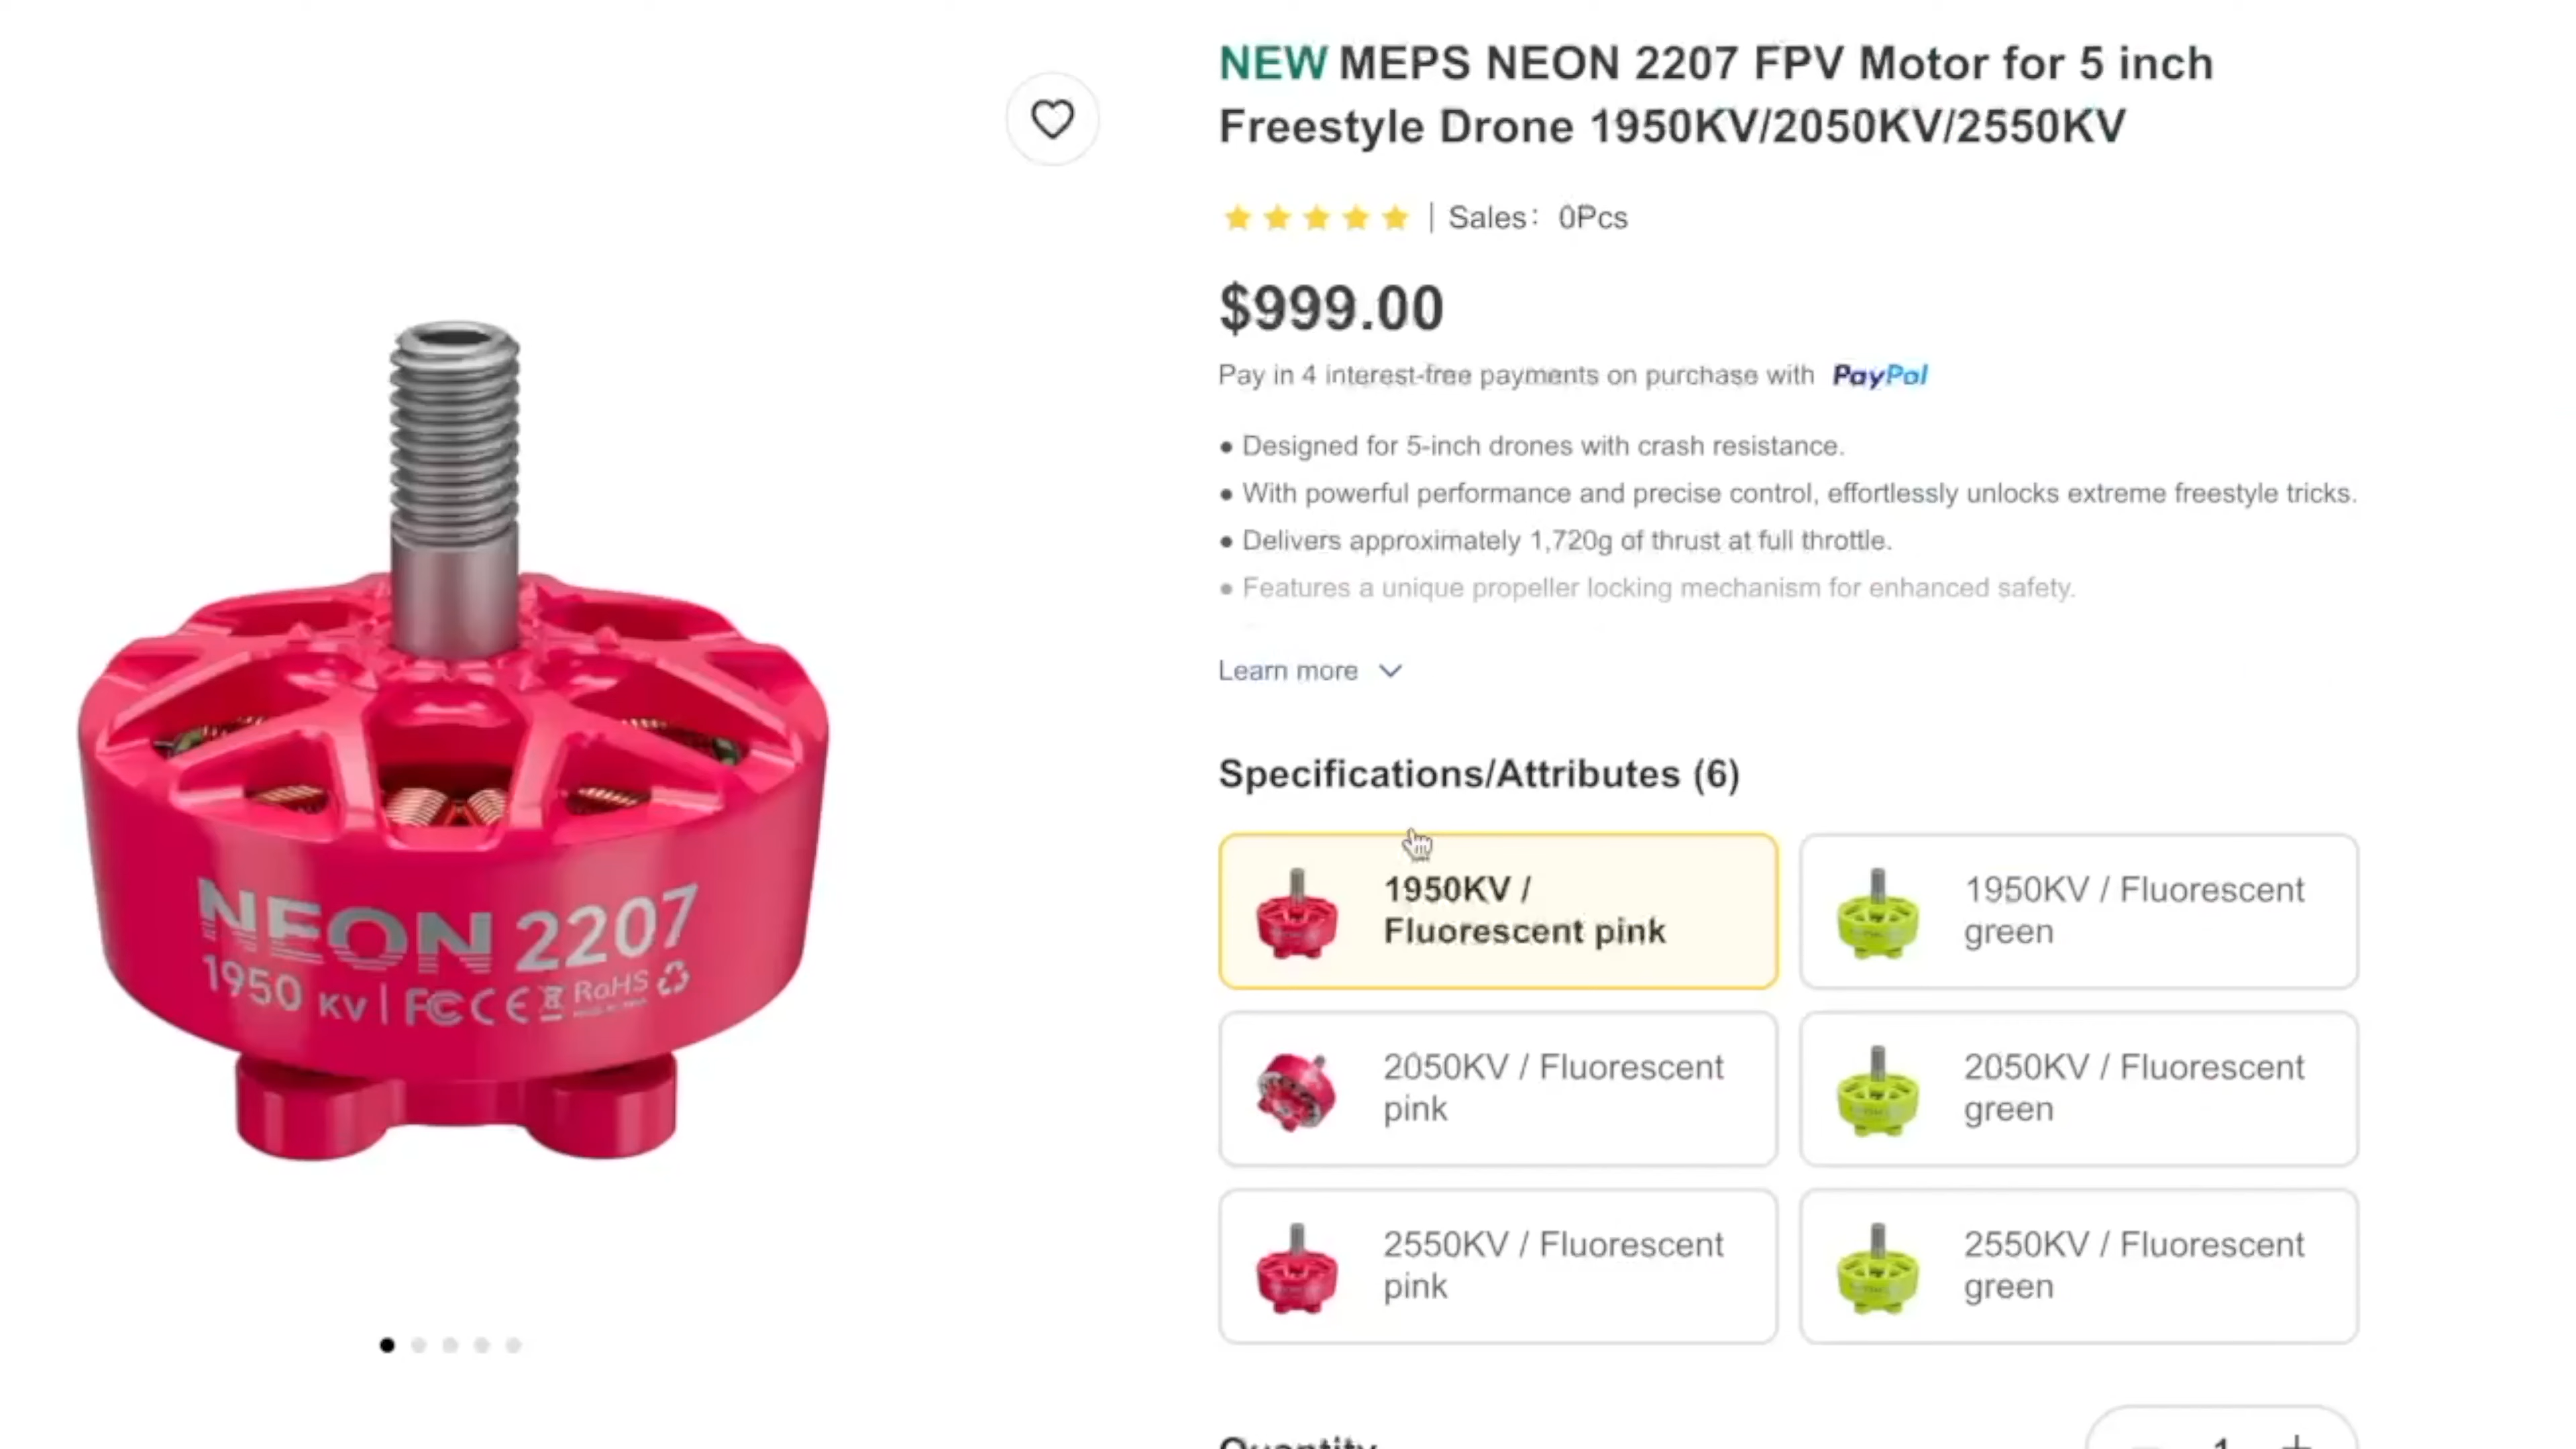 NEW MEPS NEON 2207 FPV Motor for 5 inch
Freestyle Drone 1950KV/2050KV/2550KV
Sales: 0Pcs
$999.00
Pay in 4 interest-free payments on purchase with PayPal
• Designed for 5-inch drones with crash resistance.
• With powerful performance and precise control, effortlessly unlocks extreme freestyle tricks.
• Delivers approximately 1,720g of thrust at full throttle.
• Features a unique propeller locking mechanism for enhanced safety.
Learn more
Specifications/Attributes (6)
1950KV /
Fluorescent pink
1950KV / Fluorescent
green
2050KV / Fluorescent
pink
2050KV / Fluorescent
green
2550KV / Fluorescent
pink
2550KV / Fluorescent
green
Quantity
1
NEON 2207
1950 KV | FC CE RoHS